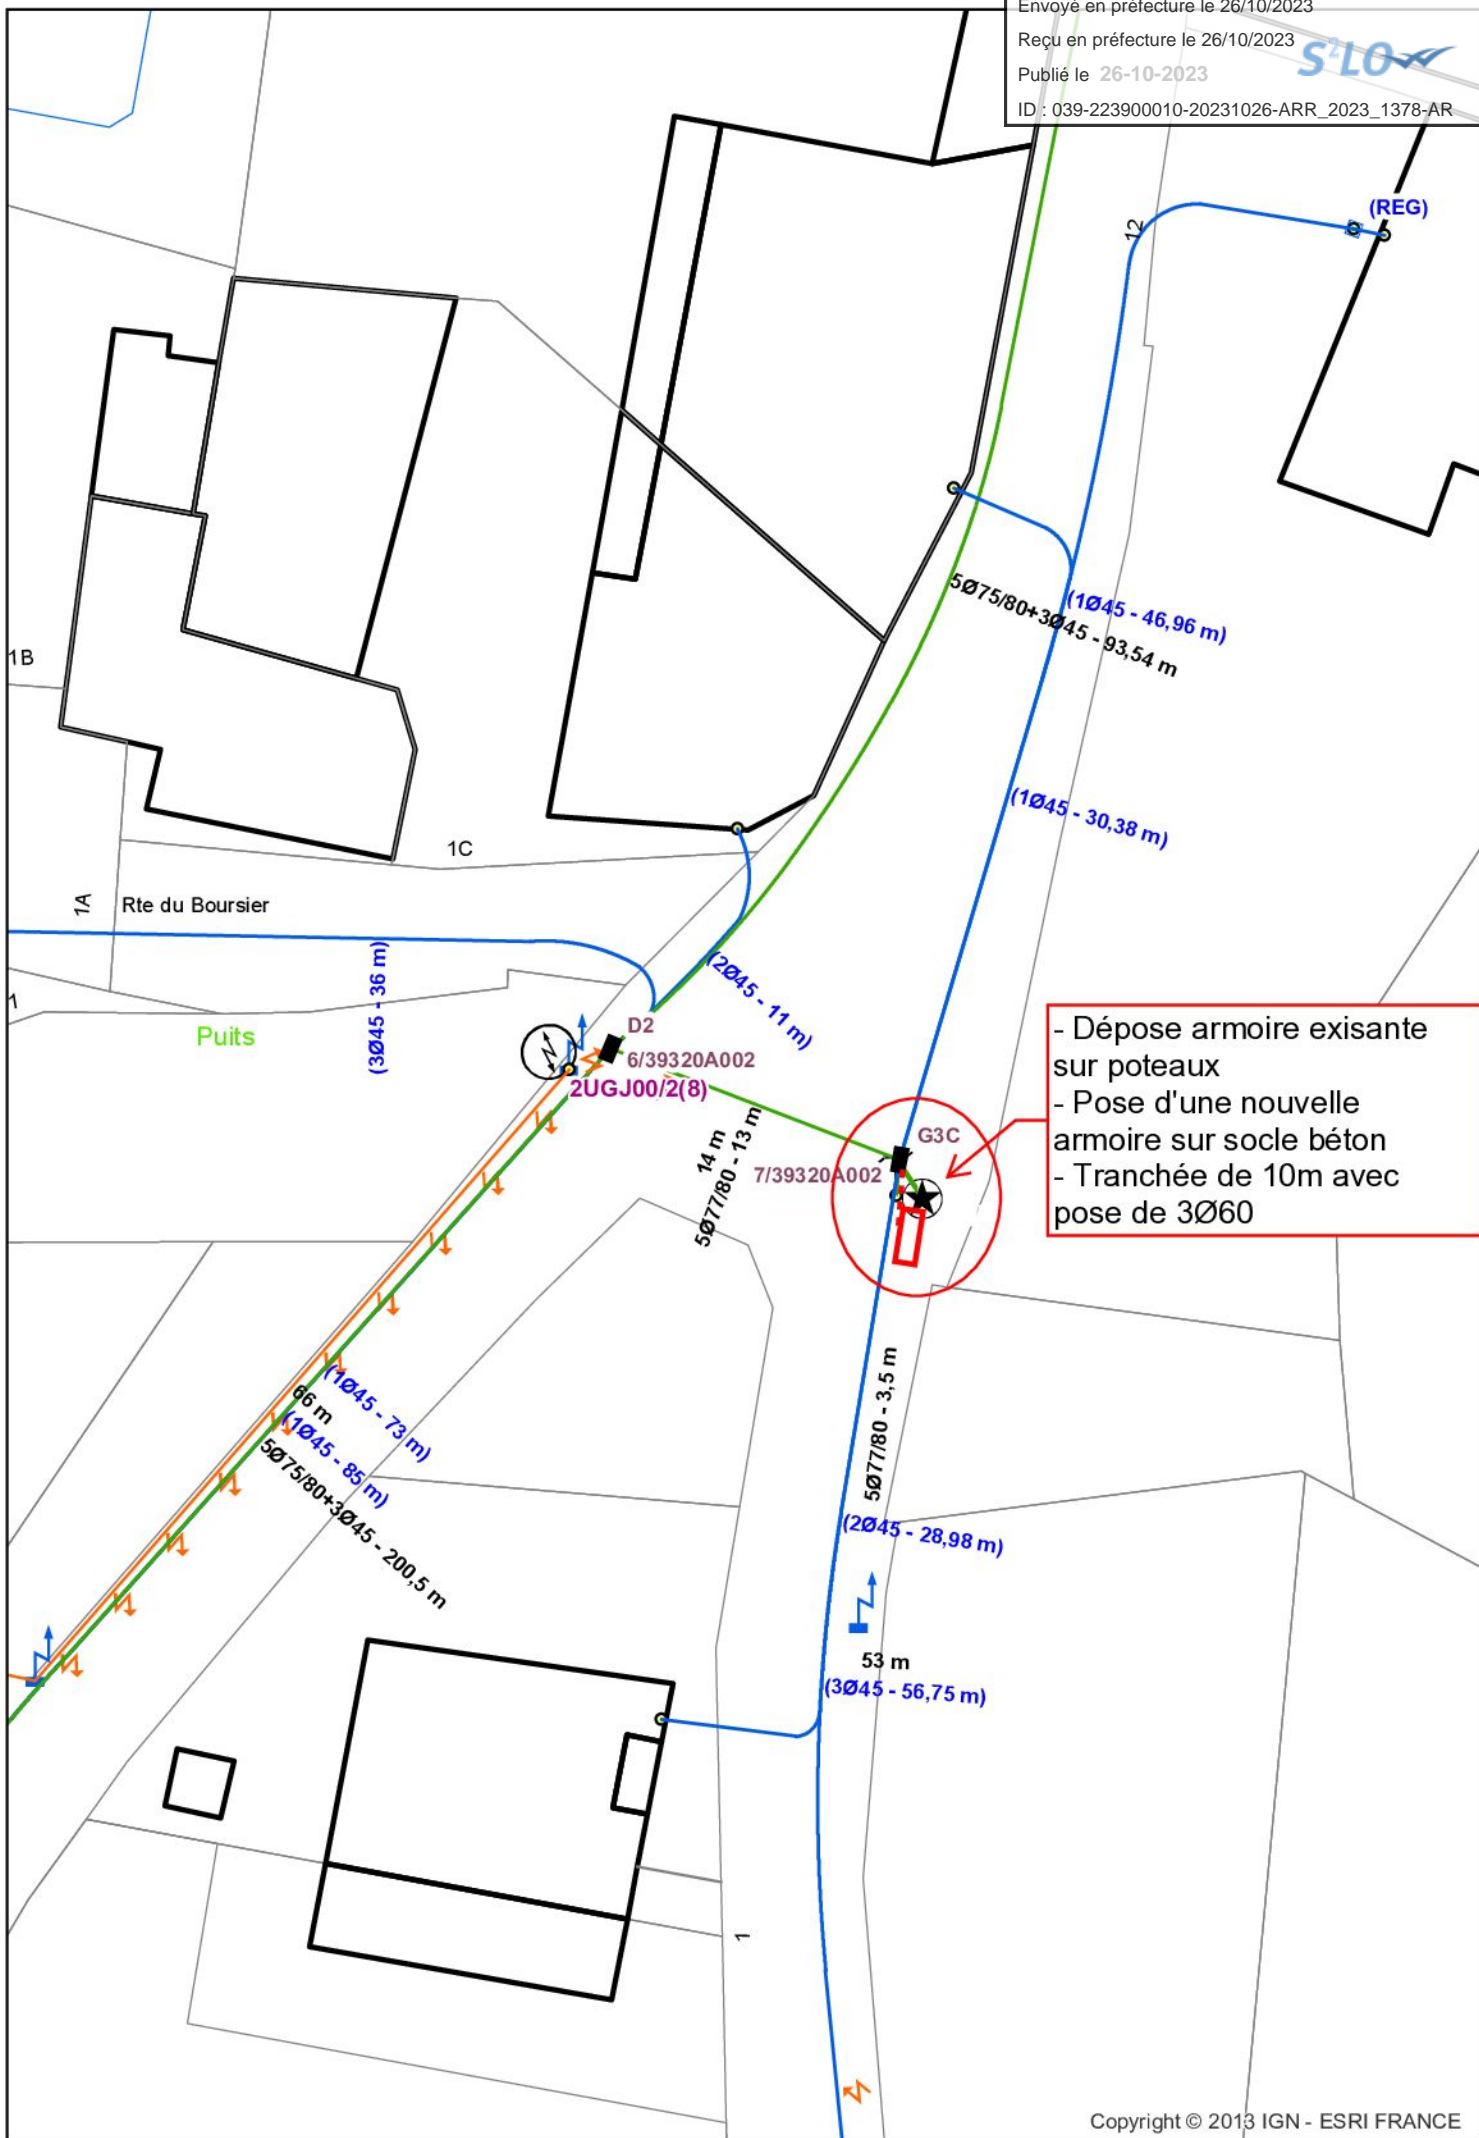 Envoyé en préfecture le 26/10/2023
Reçu en préfecture le 26/10/2023
S²LO
Publié le 26-10-2023
ID : 039-223900010-20231026-ARR_2023_1378-AR
(REG)
12
5Ø75/80+3Ø45 - 93,54 m
(1Ø45 - 46,96 m)
1B
(1Ø45 - 30,38 m)
1C
1A
Rte du Boursier
(3Ø45 - 36 m)
(2Ø45 - 11 m)
1
Puits
D2
6/39320A002
2UGJ00/2(8)
- Dépose armoire exisante
sur poteaux
- Pose d'une nouvelle
armoire sur socle béton
- Tranchée de 10m avec
pose de 3Ø60
G3C
7/39320A002
14 m
5Ø77/80 - 13 m
5Ø77/80 - 3,5 m
(1Ø45 - 73 m)
66 m
(1Ø45 - 85 m)
5Ø75/80+3Ø45 - 200,5 m
(2Ø45 - 28,98 m)
53 m
(3Ø45 - 56,75 m)
1
Copyright © 2013 IGN - ESRI FRANCE